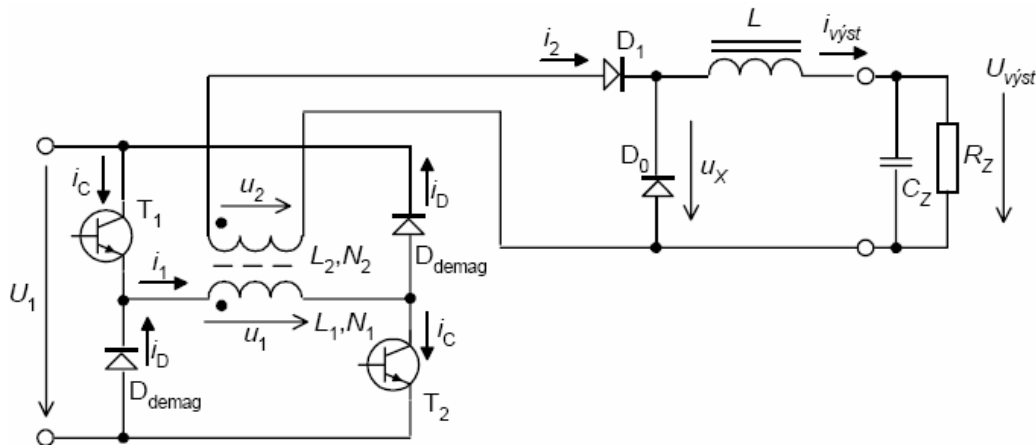 L
i2
D1
ivýst
Uvýst
iC
u2
iD
D0
uX
CZ
RZ
T1
i1
L2,N2
Ddemag
U1
u1
L1,N1
iC
iD
Ddemag
T2